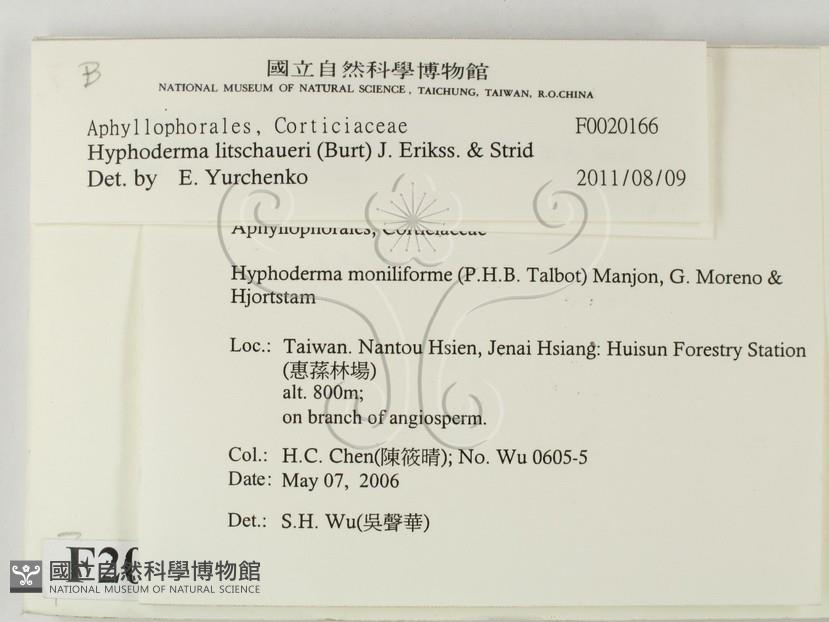 B
國立自然科學博物館
NATIONAL MUSEUM OF NATURAL SCIENCE, TAICHUNG, TAIWAN, R.O.CHINA
Aphyllophorales, Corticiaceae F0020166
Hyphoderma litschaueri (Burt) J. Erikss. & Strid
Det. by E. Yurchenko 2011/08/09
Aphyllophorales, Corticiaceae
Hyphoderma moniliforme (P.H.B. Talbot) Manjon, G. Moreno &
Hjortstam
Loc.: Taiwan. Nantou Hsien, Jenai Hsiang: Huisun Forestry Station
(惠蓀林場)
alt. 800m;
on branch of angiosperm.
Col.: H.C. Chen(陳筱晴); No. Wu 0605-5
Date: May 07, 2006
Det.: S.H. Wu(吳聲華)
國立自然科學博物館
NATIONAL MUSEUM OF NATURAL SCIENCE